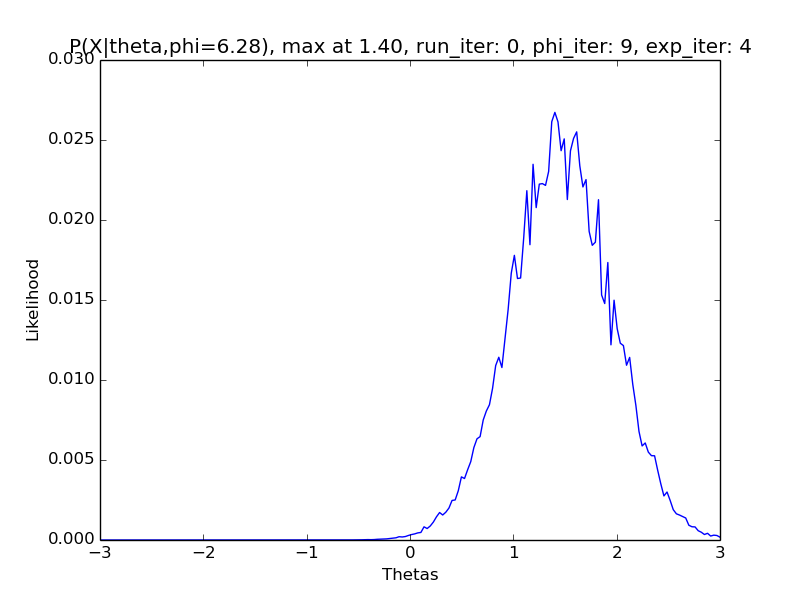 P(X|theta,phi=6.28), max at 1.40, run_iter: 0, phi_iter: 9, exp_iter: 4
0.030
0.025
0.020
0.015
0.010
0.005
0.000
Likelihood
−3 −2 −1 0 1 2 3
Thetas